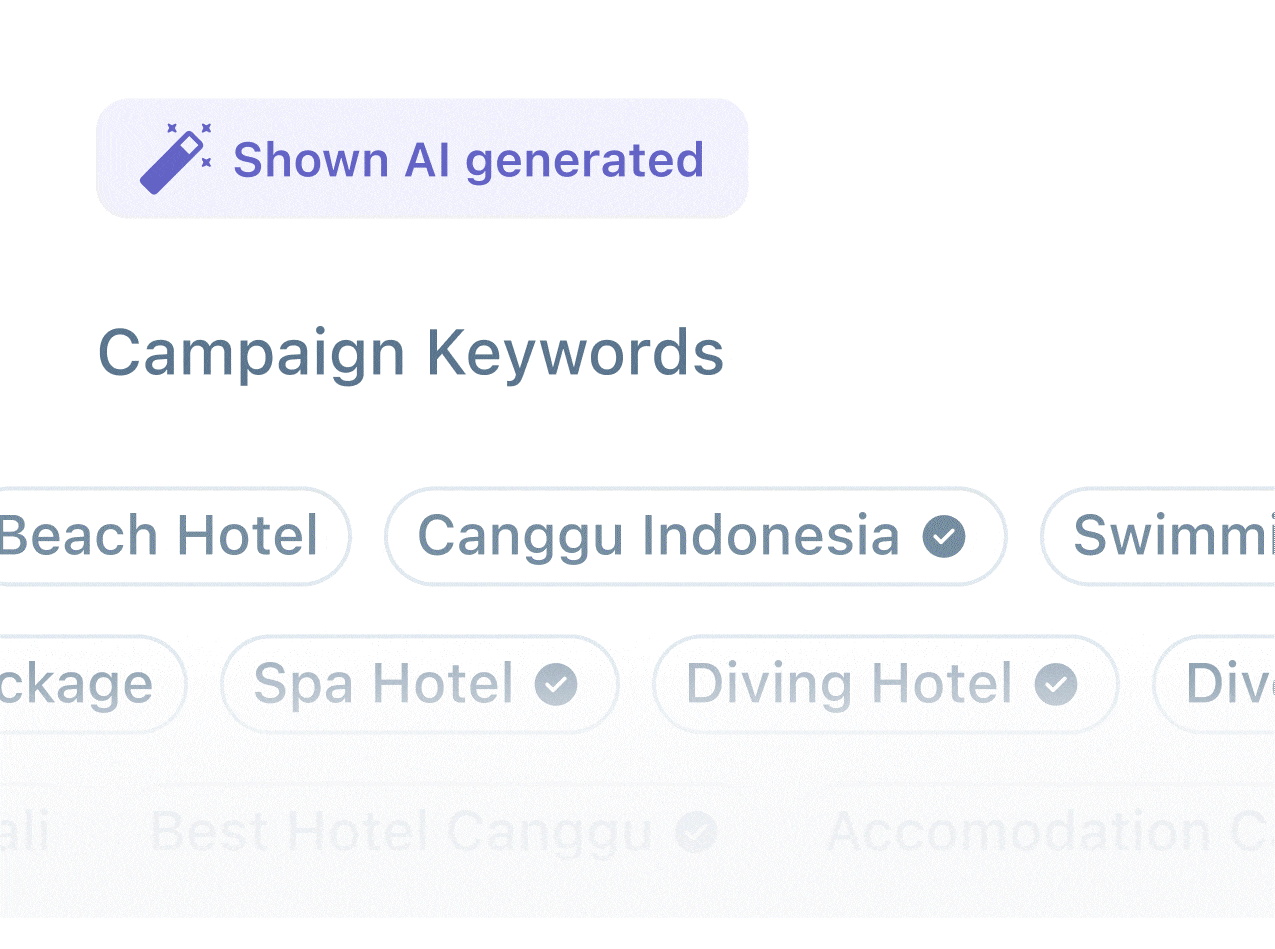 Shown AI generated
Campaign Keywords
Beach Hotel Canggu Indonesia Swimmi
ckage Spa Hotel Diving Hotel Div
ali Best Hotel Canggu Accomodation